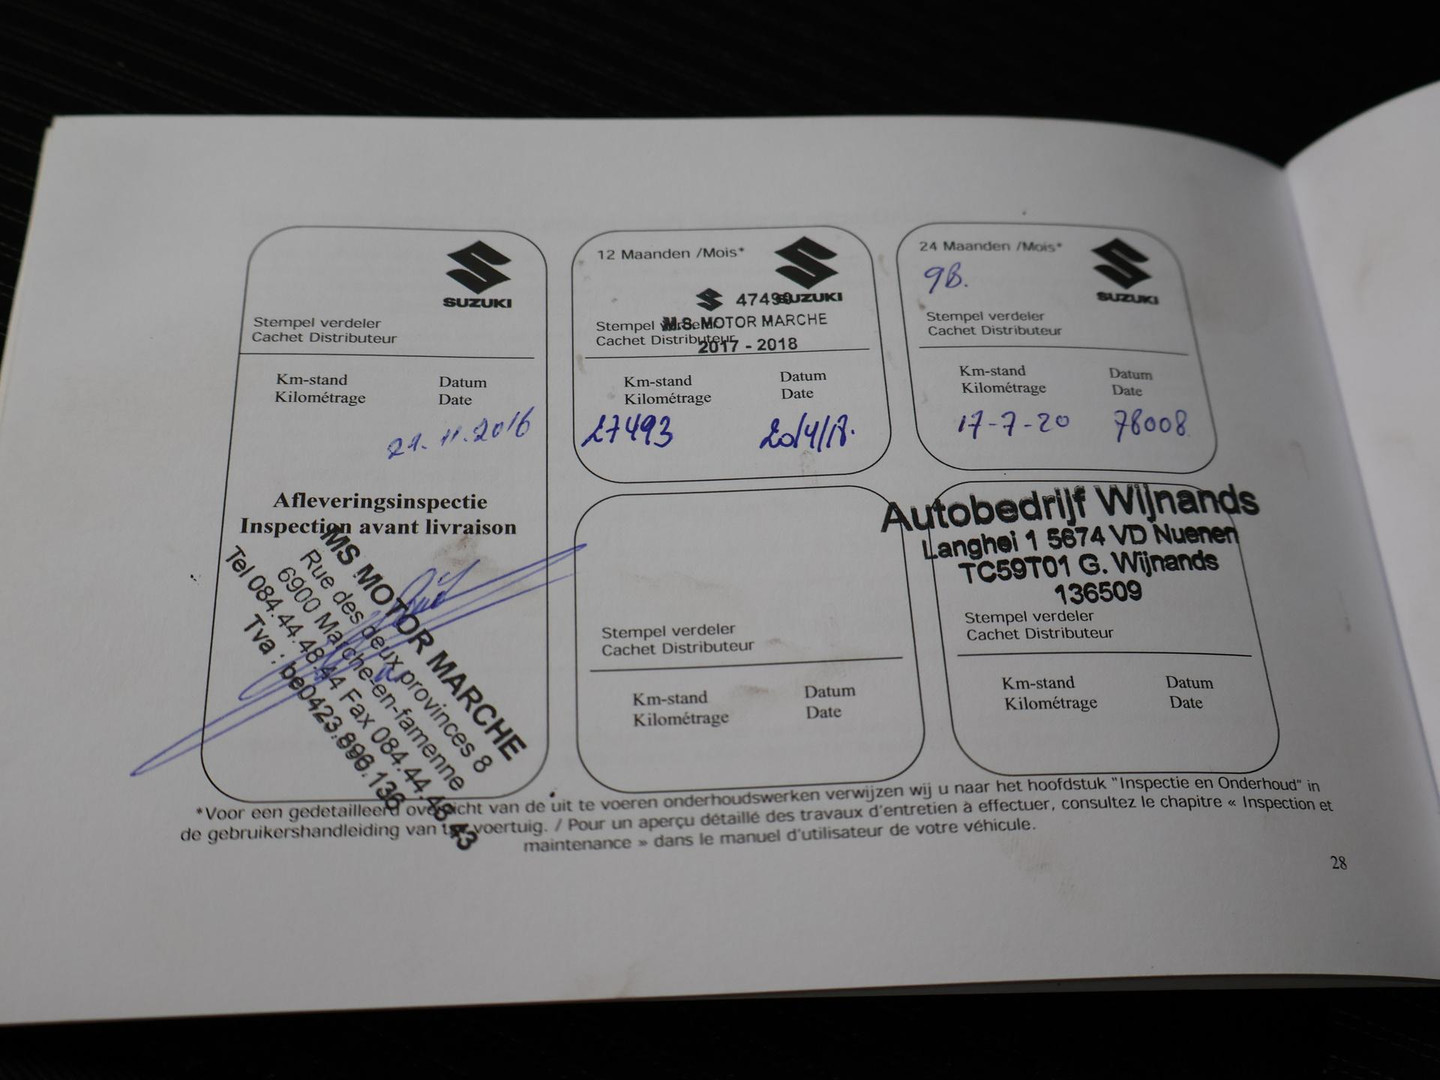 SUZUKI
Stempel verdeler
Cachet Distributeur
Km-stand Datum
Kilométrage Date
21.11.2016
Afleveringsinspectie
Inspection avant livraison
MS MOTOR MARCHE
Rue des deux provinces 8
6900 Marche-en-famenne
Tel 084.44.48.44 Fax 084.44.48.43
Tva : be0423.896.136
12 Maanden /Mois*
SUZUKI
M.S. MOTOR MARCHE
Stempel verdeler
Cachet Distributeur
2017 - 2018
Km-stand Datum
Kilométrage Date
27493 20/4/18.
24 Maanden /Mois*
9B.
SUZUKI
Stempel verdeler
Cachet Distributeur
Km-stand Datum
Kilométrage Date
17-7-20 78008
Stempel verdeler
Cachet Distributeur
Km-stand Datum
Kilométrage Date
Autobedrijf Wijnands
Langhei 1 5674 VD Nuenen
TC59T01 G. Wijnands
136509
Stempel verdeler
Cachet Distributeur
Km-stand Datum
Kilométrage Date
*Voor een gedetailleerd overzicht van de uit te voeren onderhoudswerken verwijzen wij u naar het hoofdstuk "Inspectie en Onderhoud" in
de gebruikershandleiding van voertuig. / Pour un aperçu détaillé des travaux d'entretien à effectuer, consultez le chapitre « Inspection et
maintenance » dans le manuel d'utilisateur de votre véhicule.
28